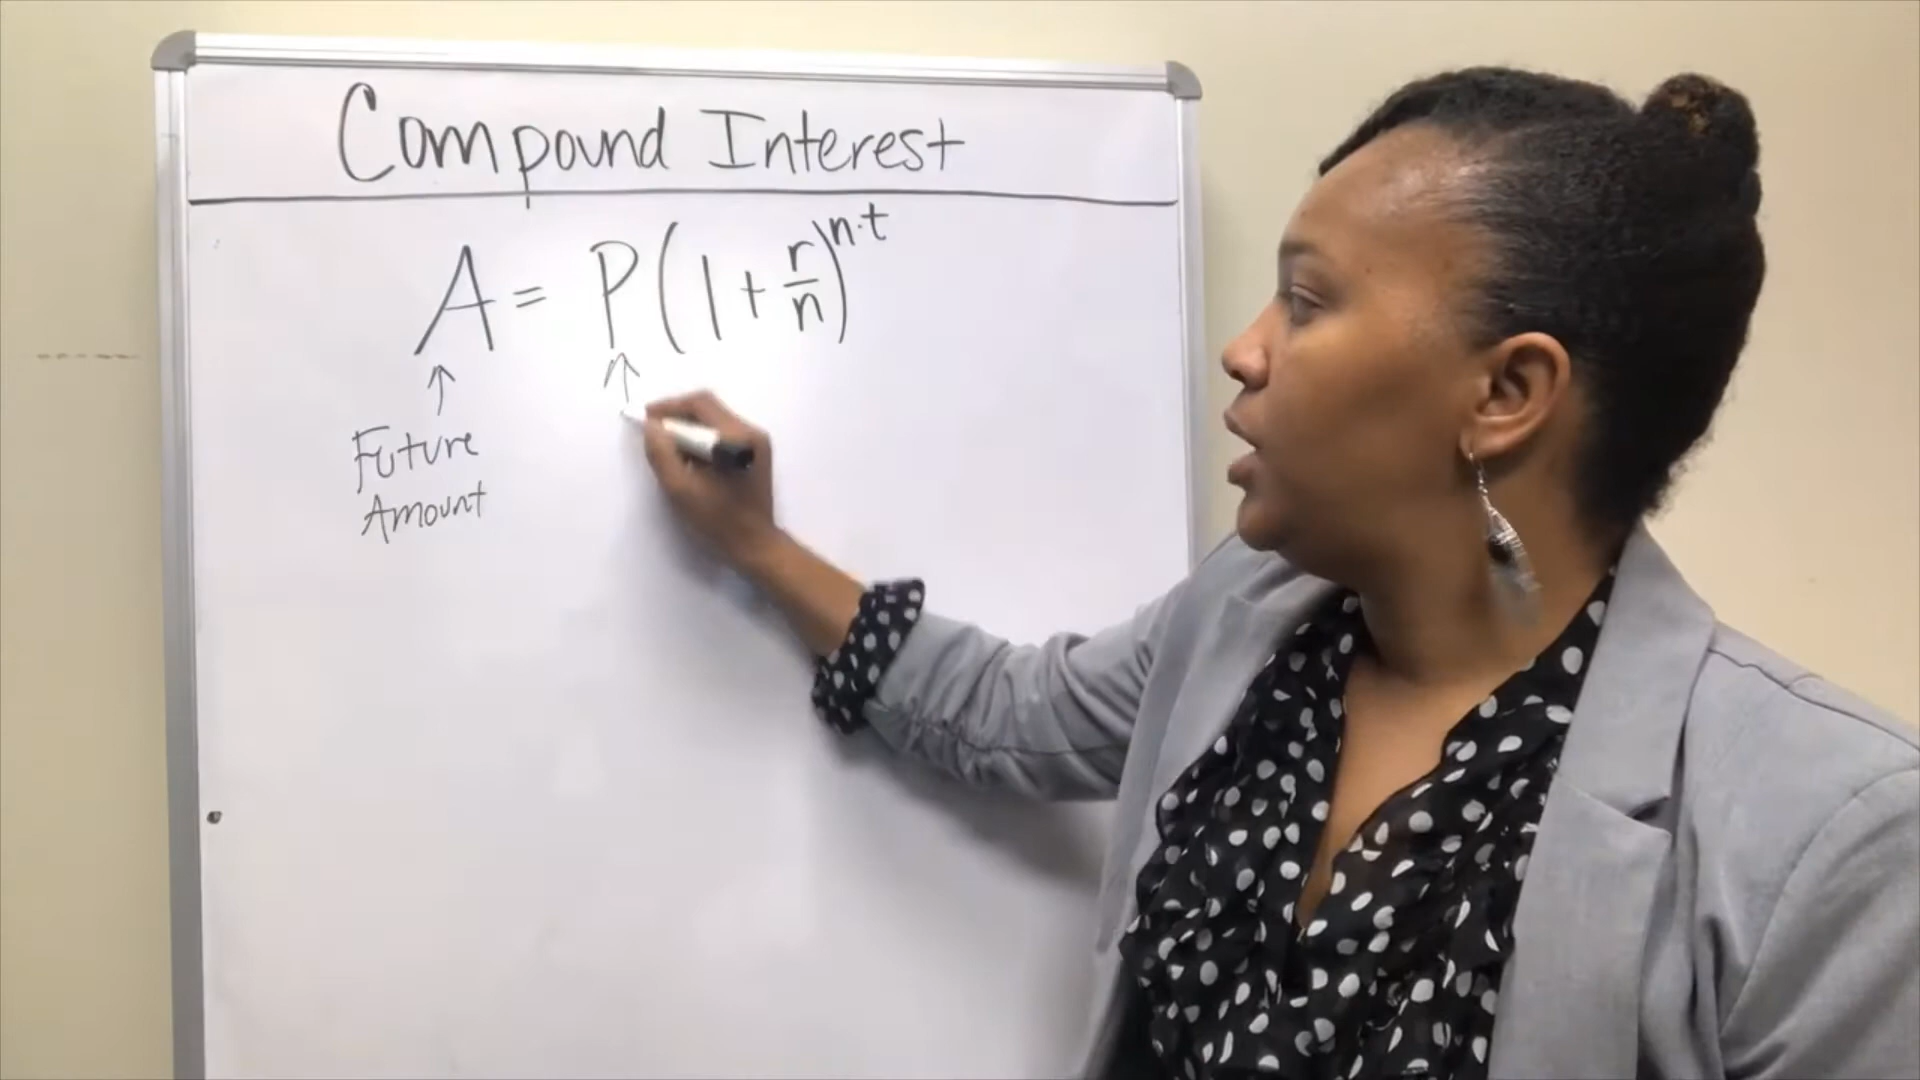 Compound Interest
A = P(1 + r/n)^n·t
↑ ↑
Future
Amount